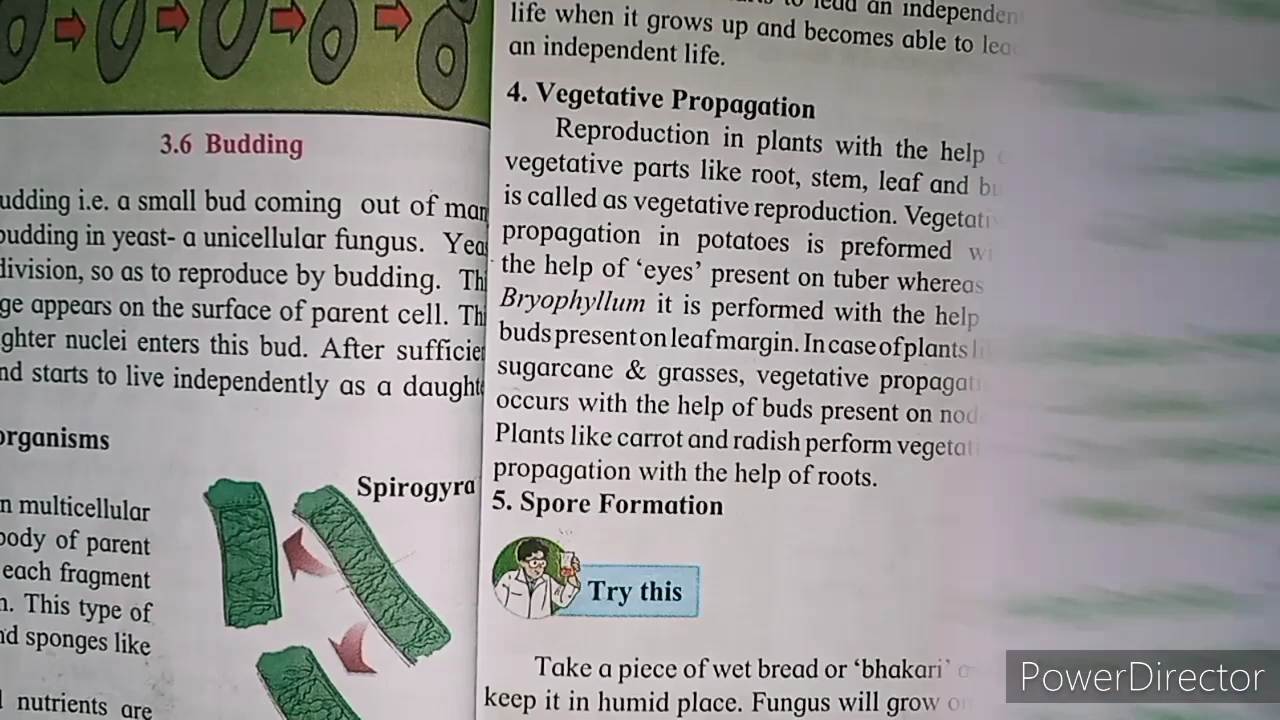 3.6 Budding
budding i.e. a small bud coming out of
budding in yeast- a unicellular fungus.
division, so as to reproduce by budding.
appears on the surface of parent cell.
nuclei enters this bud. After
starts to live independently as a
organisms
multicellular
body of parent
each fragment
This type of
sponges like
nutrients are
Spirogyra
to lead an independent
life when it grows up and becomes able to
an independent life.
4. Vegetative Propagation
Reproduction in plants with the help
vegetative parts like root, stem, leaf and
is called as vegetative reproduction.
propagation in potatoes is preformed
the help of ‘eyes’ present on tuber whereas
Bryophyllum it is performed with the help
buds present on leaf margin. In case of plants
sugarcane & grasses, vegetative
occurs with the help of buds present on
Plants like carrot and radish perform
propagation with the help of roots.
5. Spore Formation
Try this
Take a piece of wet bread or ‘bhakari’
keep it in humid place. Fungus will grow
PowerDirector